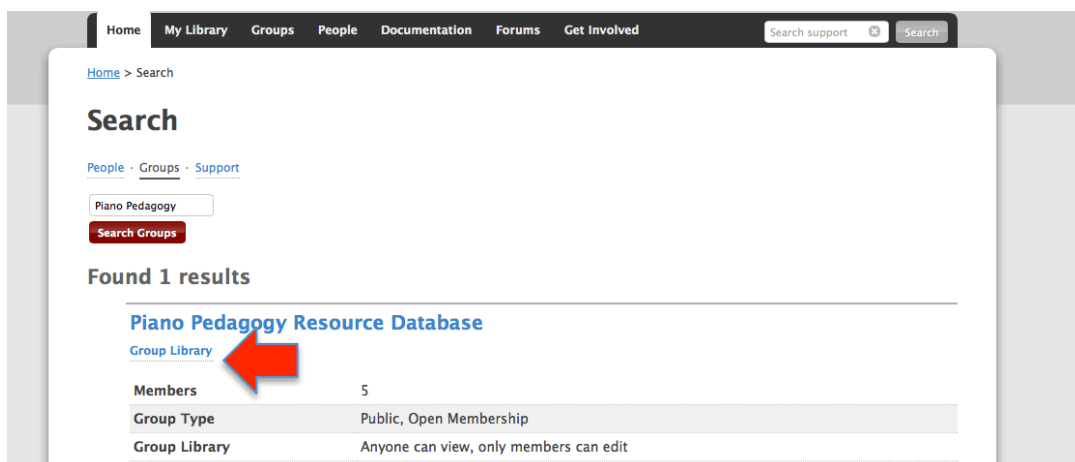 Home My Library Groups People Documentation Forums Get Involved Search support Search
Home > Search
Search
People · Groups · Support
Piano Pedagogy
Search Groups
Found 1 results
Piano Pedagogy Resource Database
Group Library
Members 5
Group Type Public, Open Membership
Group Library Anyone can view, only members can edit